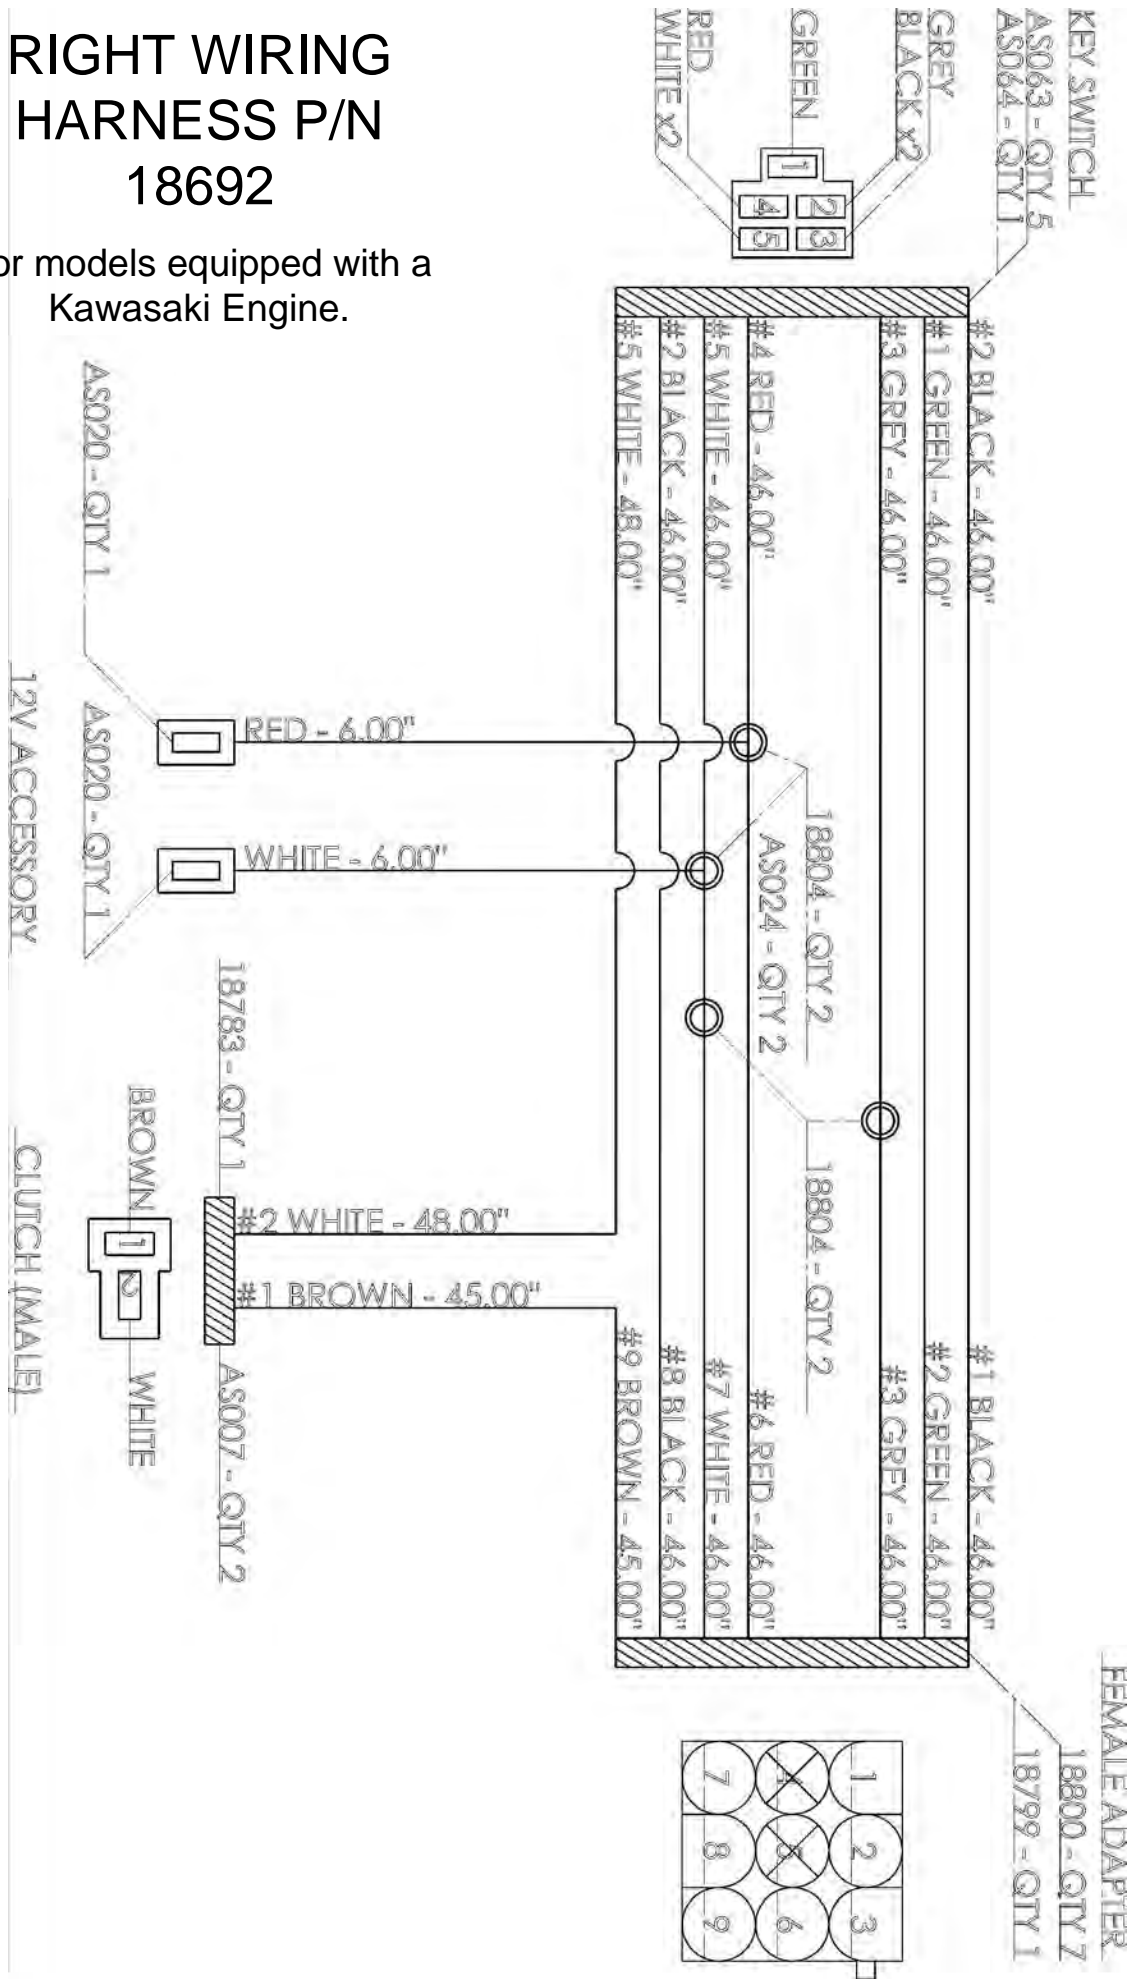 RIGHT WIRING
HARNESS P/N
18692
or models equipped with a
Kawasaki Engine.
KEY SWITCH
AS063 - QTY 5
AS064 - QTY 1
GREY
BLACK x2
GREEN
RED
WHITE x2
1
2
3
4
5
#2 BLACK - 46.00"
#1 GREEN - 46.00"
#3 GREY - 46.00"
#4 RED - 46.00"
#5 WHITE - 46.00"
#2 BLACK - 46.00"
#5 WHITE - 48.00"
RED - 6.00"
WHITE - 6.00"
AS020 - QTY 1
AS020 - QTY 1
12V ACCESSORY
18804 - QTY 2
AS024 - QTY 2
18804 - QTY 2
18783 - QTY 1
AS007 - QTY 2
#2 WHITE - 48.00"
#1 BROWN - 45.00"
BROWN
1
2
WHITE
CLUTCH (MALE)
#1 BLACK - 46.00"
#2 GREEN - 46.00"
#3 GREY - 46.00"
#6 RED - 46.00"
#7 WHITE - 46.00"
#8 BLACK - 46.00"
#9 BROWN - 45.00"
FEMALE ADAPTER
18800 - QTY 7
18799 - QTY 1
1
2
3
4
5
6
7
8
9